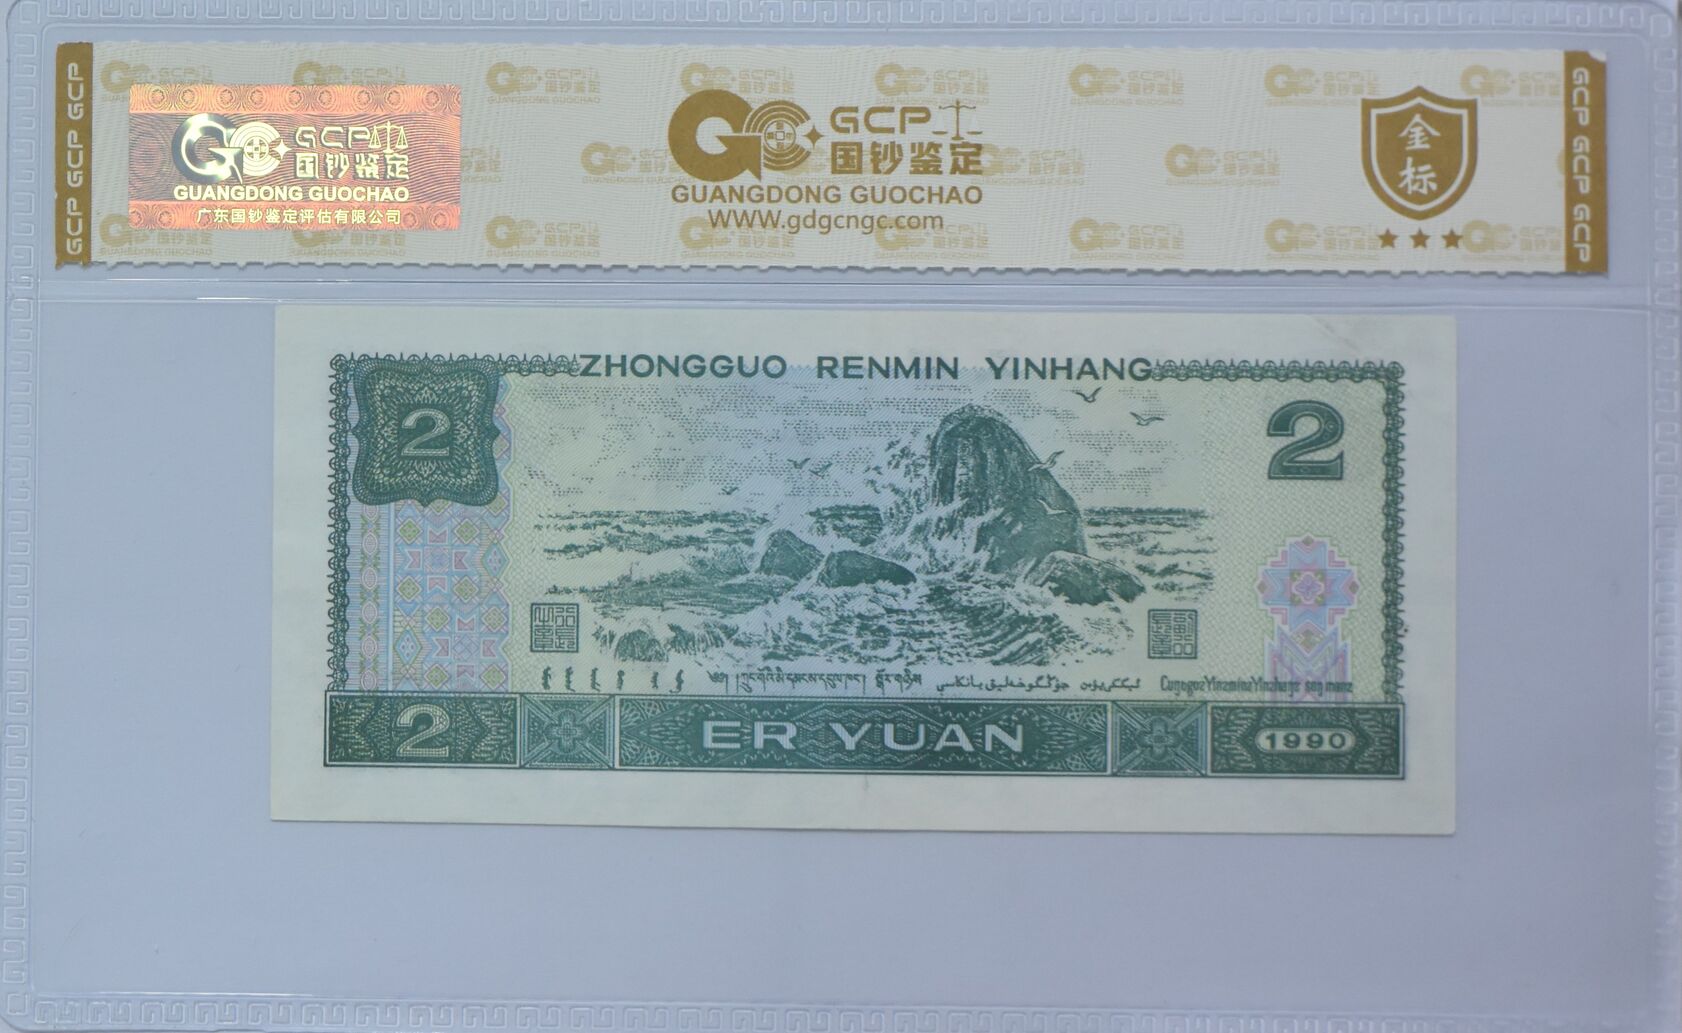 GCP GCP GCP
GCP
国钞鉴定
GUANGDONG GUOCHAO
广东国钞鉴定评估有限公司
GCP
国钞鉴定
GUANGDONG GUOCHAO
WWW.gdgcngc.com
金
标
GCP GCP GCP
ZHONGGUO RENMIN YINHANG
2
2
2
ER YUAN
1990